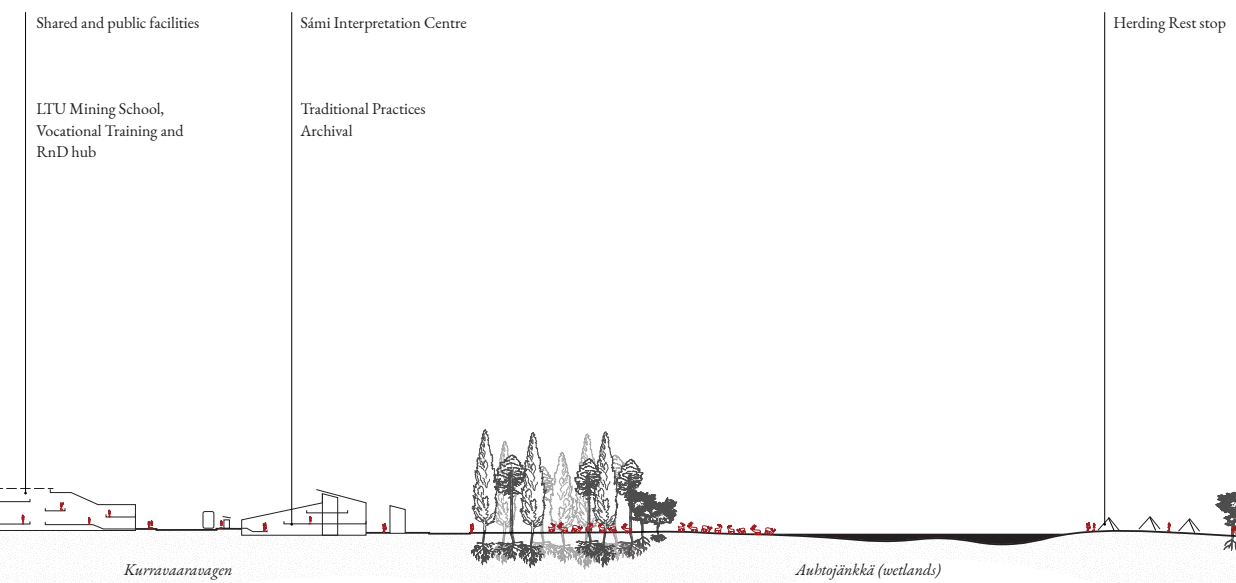 Shared and public facilities
LTU Mining School,
Vocational Training and
RnD hub
Sámi Interpretation Centre
Traditional Practices
Archival
Herding Rest stop
Kurravaaravagen
Auhtojänkkä (wetlands)